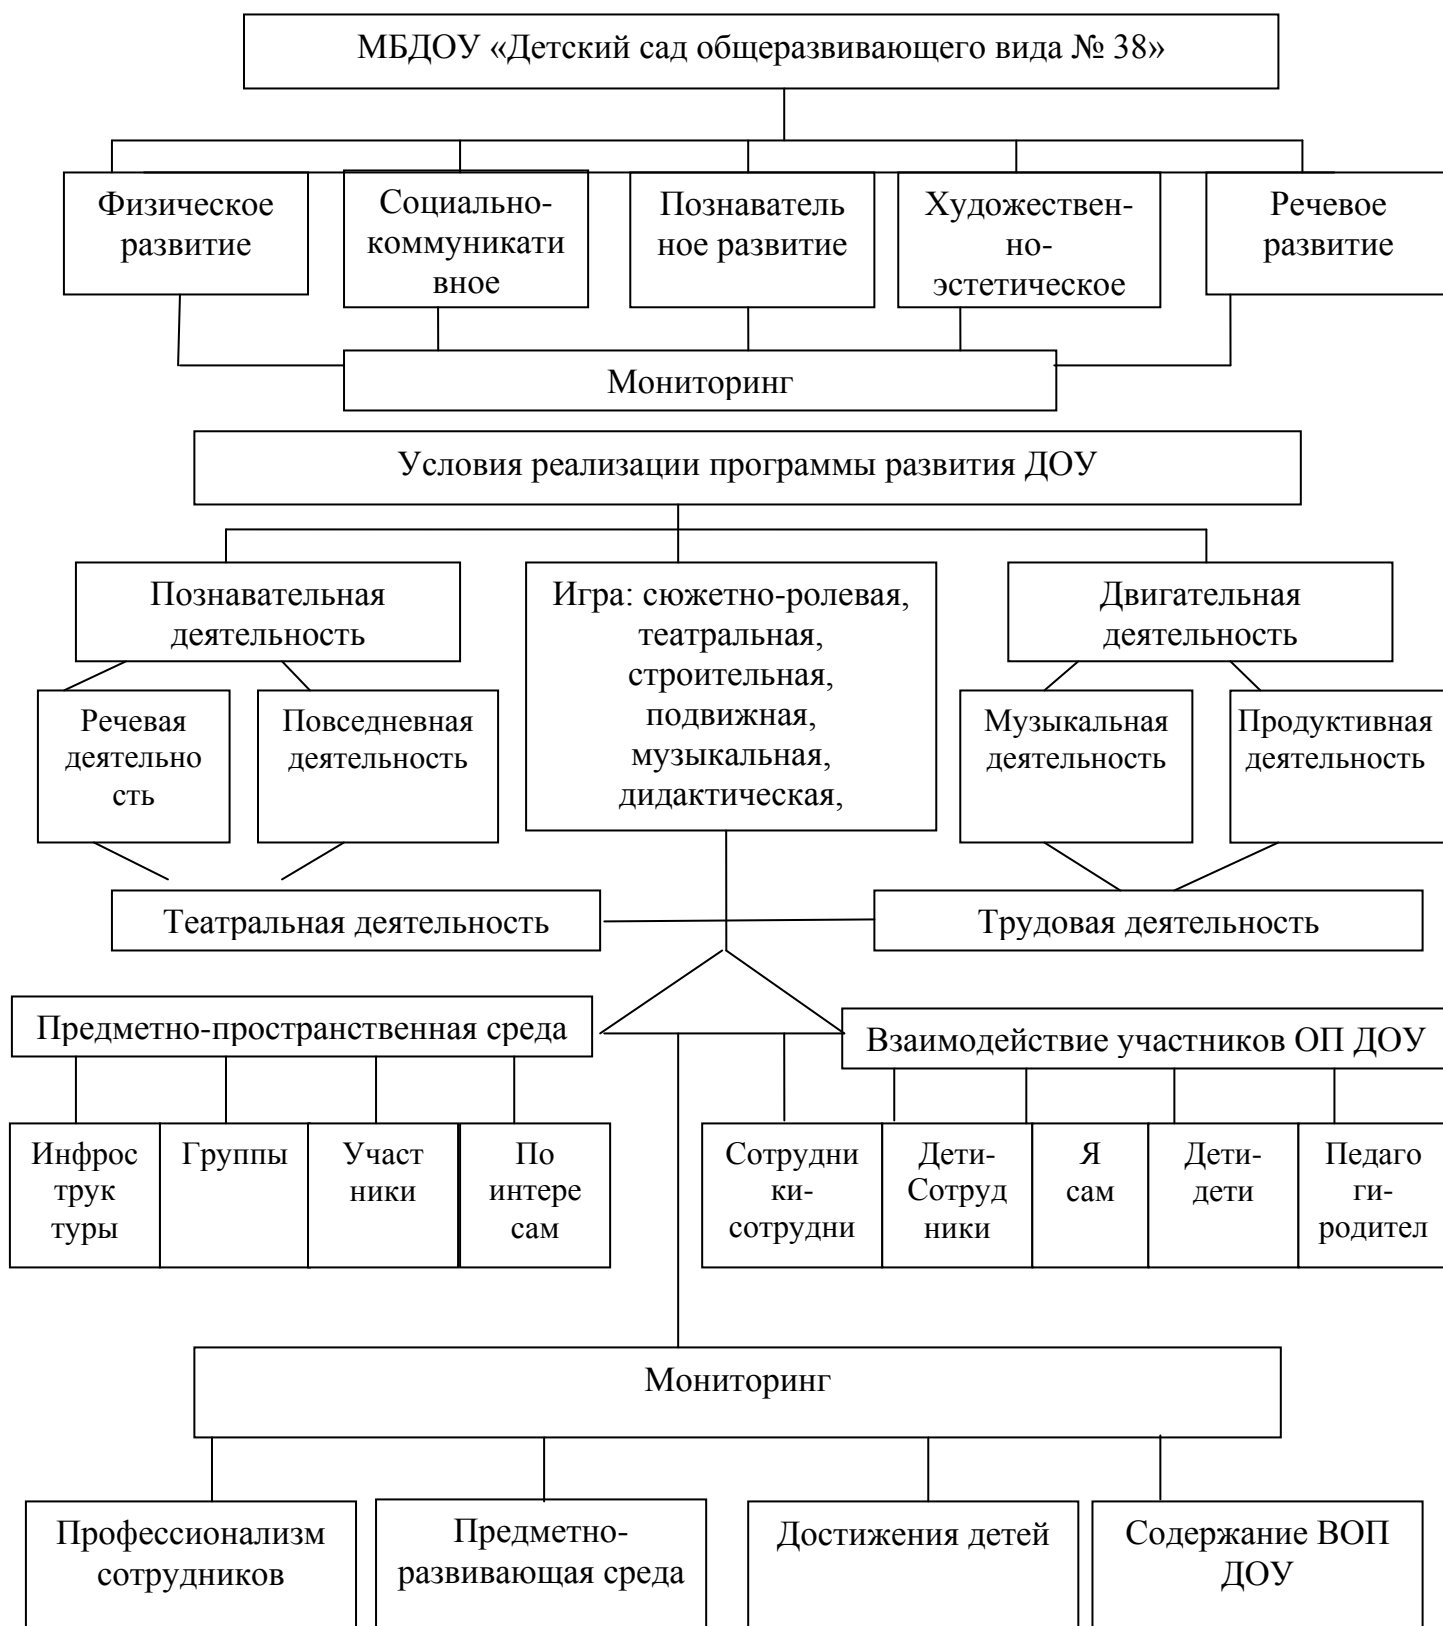 МБДОУ «Детский сад общеразвивающего вида № 38»
Физическое
развитие
Социально-
коммуникати
вное
Познаватель
ное развитие
Художествен-
но-
эстетическое
Речевое
развитие
Мониторинг
Условия реализации программы развития ДОУ
Познавательная
деятельность
Игра: сюжетно-ролевая,
театральная,
строительная,
подвижная,
музыкальная,
дидактическая,
Двигательная
деятельность
Речевая
деятельно
сть
Повседневная
деятельность
Музыкальная
деятельность
Продуктивная
деятельность
Театральная деятельность
Трудовая деятельность
Предметно-пространственная среда
Взаимодействие участников ОП ДОУ
Инфрос
трук
туры
Группы
Участ
ники
По
интере
сам
Сотрудни
ки-
сотрудни
Дети-
Сотруд
ники
Я
сам
Дети-
дети
Педаго
ги-
родител
Мониторинг
Профессионализм
сотрудников
Предметно-
развивающая среда
Достижения детей
Содержание ВОП
ДОУ